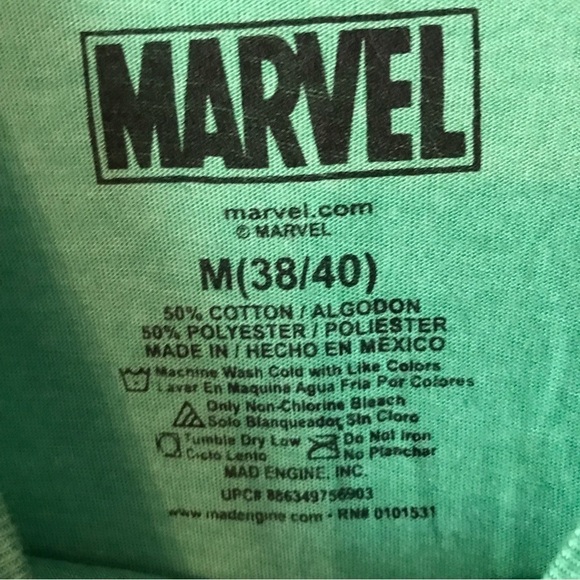 MARVEL
marvel.com
© MARVEL
M(38/40)
50% COTTON / ALGODON
50% POLYESTER / POLIESTER
MADE IN / HECHO EN MEXICO
Machine Wash Cold with Like Colors
Lavar En Maquina Agua Fria Por Colores
Only Non-Chlorine Bleach
Solo Blanqueador Sin Cloro
Tumble Dry Low
Ciclo Lento
Do Not Iron
No Planchar
MAD ENGINE, INC.
UPC# 886349756903
www.madengine.com - RN# 0101531